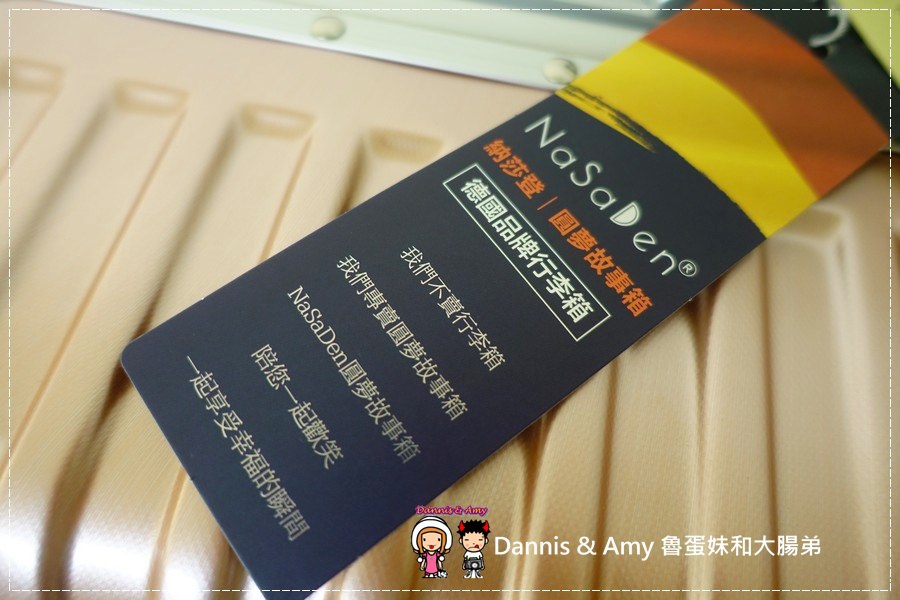 NaSaDen®
納莎登｜圓夢故事箱
德國品牌行李箱
我們不賣行李箱
我們專賣圓夢故事箱
NaSaDen圓夢故事箱
陪您一起歡笑
一起享受幸福的瞬間
Dannis & Amy
Dannis & Amy 魯蛋妹和大腸弟